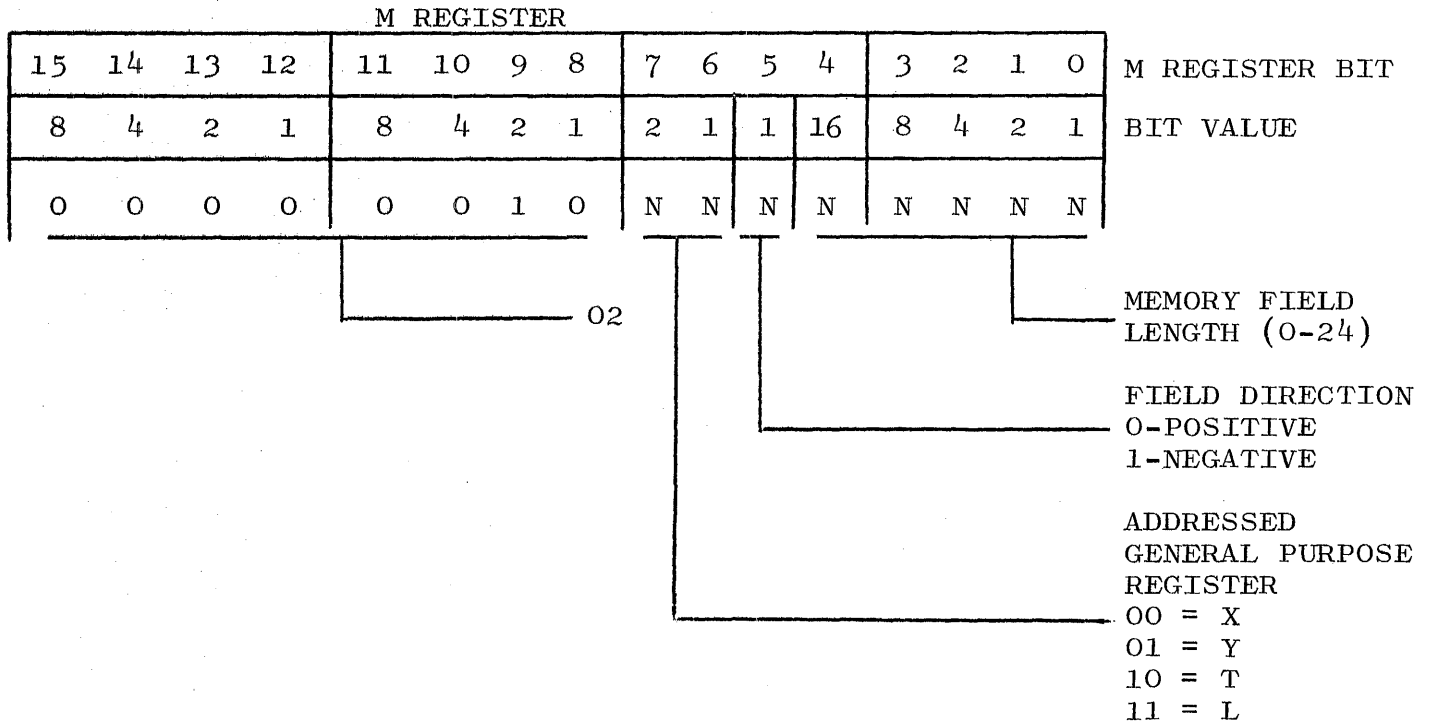 M REGISTER
15 14 13 12 11 10 9 8 7 6 5 4 3 2 1 0 M REGISTER BIT
8 4 2 1 8 4 2 1 2 1 1 16 8 4 2 1 BIT VALUE
0 0 0 0 0 0 1 0 N N N N N N N N
02
MEMORY FIELD
LENGTH (0-24)
FIELD DIRECTION
0-POSITIVE
1-NEGATIVE
ADDRESSED
GENERAL PURPOSE
REGISTER
00 = X
01 = Y
10 = T
11 = L